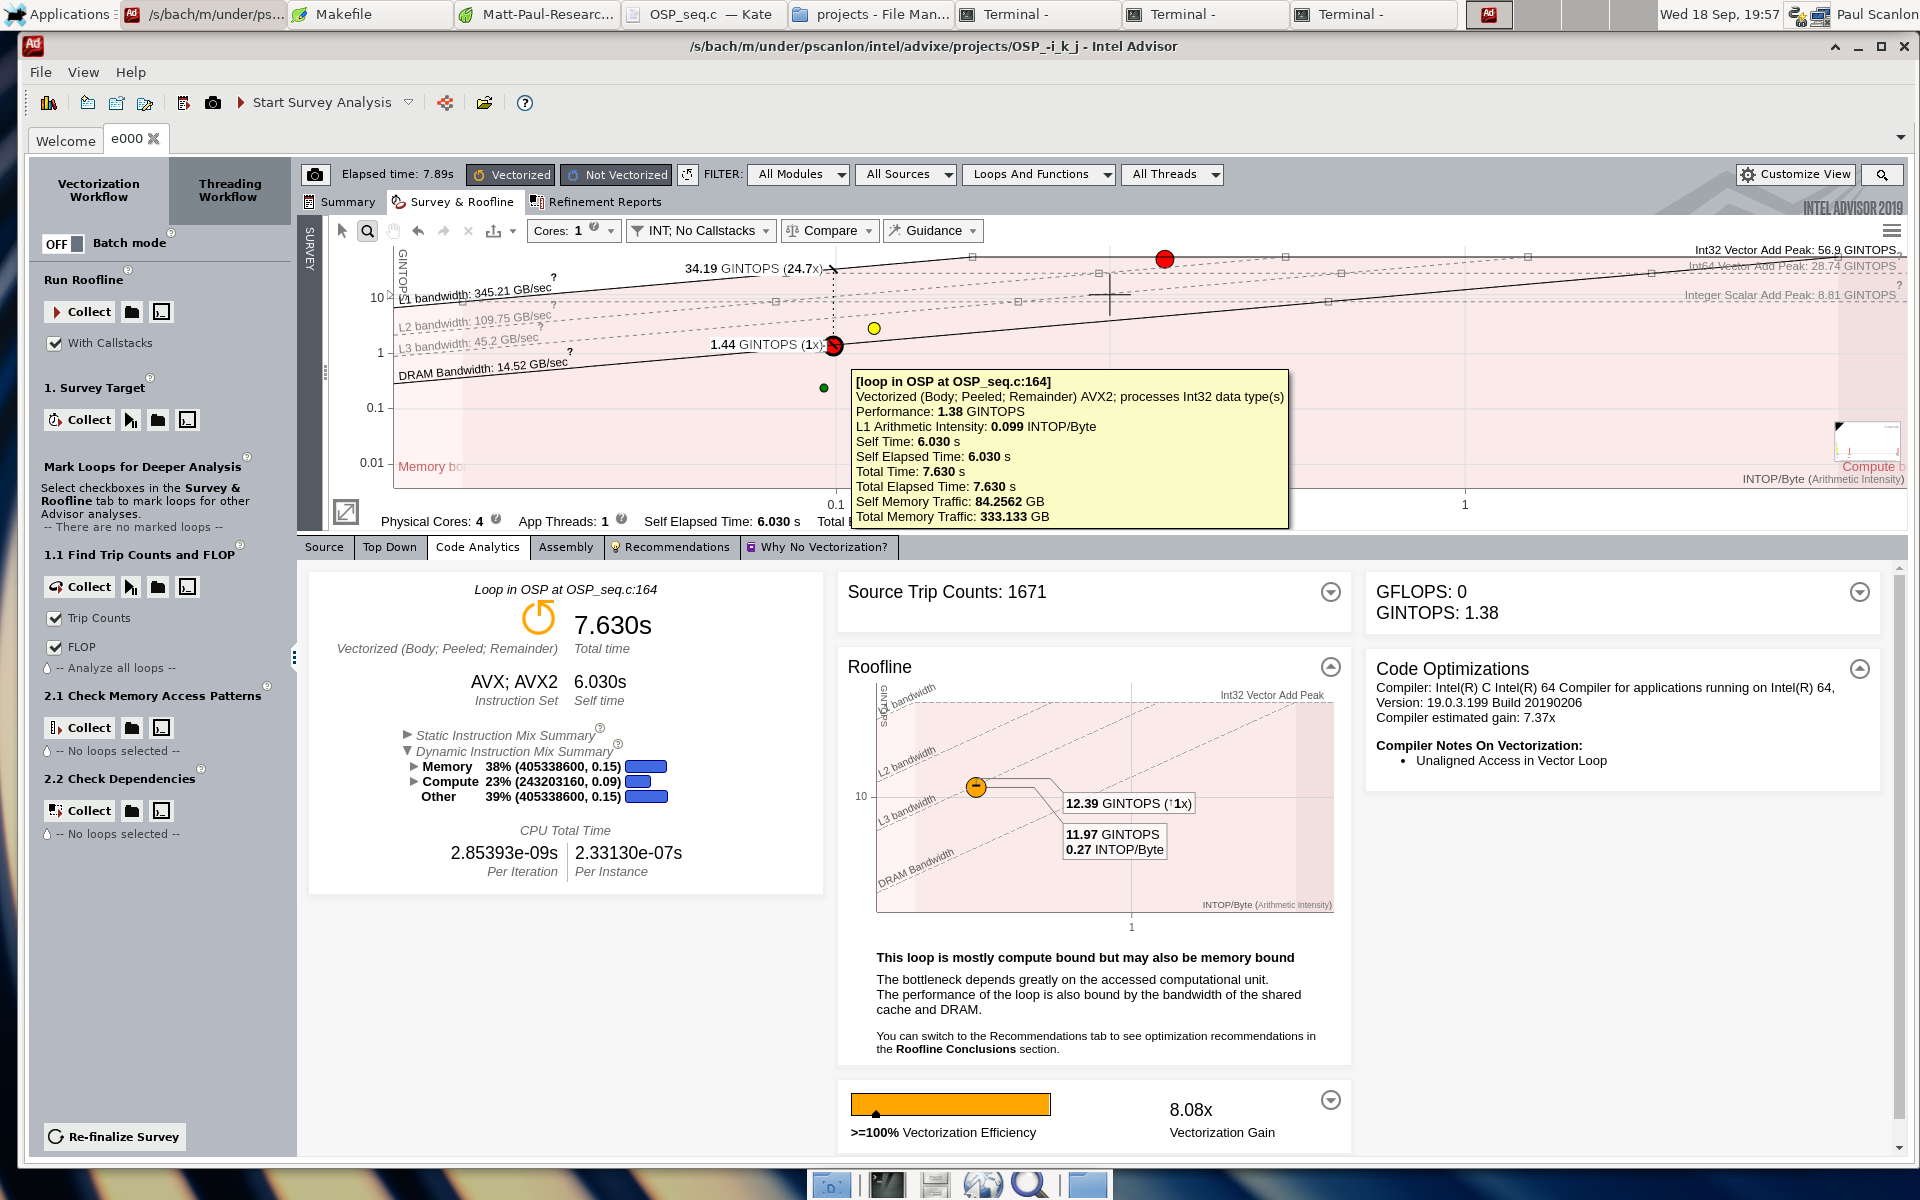 Applications
/s/bach/m/under/ps...
Makefile
Matt-Paul-Researc...
OSP_seq.c — Kate
projects - File Man...
Terminal -
Terminal -
Terminal -
Wed 18 Sep, 19:57
Paul Scanlon
/s/bach/m/under/pscanlon/intel/advixe/projects/OSP_-i_k_j - Intel Advisor
File View Help
Start Survey Analysis
Welcome
e000
Vectorization Workflow
Threading Workflow
OFF Batch mode
Run Roofline
Collect
With Callstacks
1. Survey Target
Collect
Mark Loops for Deeper Analysis
Select checkboxes in the Survey &
Roofline tab to mark loops for other
Advisor analyses.
-- There are no marked loops --
1.1 Find Trip Counts and FLOP
Collect
Trip Counts
FLOP
-- Analyze all loops --
2.1 Check Memory Access Patterns
Collect
-- No loops selected --
2.2 Check Dependencies
Collect
-- No loops selected --
Re-finalize Survey
Elapsed time: 7.89s
Vectorized
Not Vectorized
FILTER:
All Modules
All Sources
Loops And Functions
All Threads
Customize View
Summary
Survey & Roofline
Refinement Reports
INTEL ADVISOR 2019
SURVEY
Cores: 1
INT; No Callstacks
Compare
Guidance
GINTOPS
10
1
0.1
0.01
L1 bandwidth: 345.21 GB/sec
L2 bandwidth: 109.75 GB/sec
L3 bandwidth: 45.2 GB/sec
DRAM Bandwidth: 14.52 GB/sec
34.19 GINTOPS (24.7x)
1.44 GINTOPS (1x)
Int32 Vector Add Peak: 56.9 GINTOPS
Int64 Vector Add Peak: 28.74 GINTOPS
Integer Scalar Add Peak: 8.81 GINTOPS
Memory bo
Compute b
INTOP/Byte (Arithmetic Intensity)
0.1
1
[loop in OSP at OSP_seq.c:164]
Vectorized (Body; Peeled; Remainder) AVX2; processes Int32 data type(s)
Performance: 1.38 GINTOPS
L1 Arithmetic Intensity: 0.099 INTOP/Byte
Self Time: 6.030 s
Self Elapsed Time: 6.030 s
Total Time: 7.630 s
Total Elapsed Time: 7.630 s
Self Memory Traffic: 84.2562 GB
Total Memory Traffic: 333.133 GB
Physical Cores: 4 App Threads: 1 Self Elapsed Time: 6.030 s Total E
Source
Top Down
Code Analytics
Assembly
Recommendations
Why No Vectorization?
Loop in OSP at OSP_seq.c:164
7.630s
Vectorized (Body; Peeled; Remainder) Total time
AVX; AVX2 6.030s
Instruction Set Self time
Static Instruction Mix Summary
Dynamic Instruction Mix Summary
Memory 38% (405338600, 0.15)
Compute 23% (243203160, 0.09)
Other 39% (405338600, 0.15)
CPU Total Time
2.85393e-09s 2.33130e-07s
Per Iteration Per Instance
Source Trip Counts: 1671
Roofline
GINTOPS
L1 bandwidth
L2 bandwidth
L3 bandwidth
DRAM Bandwidth
Int32 Vector Add Peak
10
12.39 GINTOPS (↑1x)
11.97 GINTOPS
0.27 INTOP/Byte
INTOP/Byte (Arithmetic Intensity)
1
This loop is mostly compute bound but may also be memory bound
The bottleneck depends greatly on the accessed computational unit.
The performance of the loop is also bound by the bandwidth of the shared
cache and DRAM.
You can switch to the Recommendations tab to see optimization recommendations in
the Roofline Conclusions section.
>=100% Vectorization Efficiency
8.08x
Vectorization Gain
GFLOPS: 0
GINTOPS: 1.38
Code Optimizations
Compiler: Intel(R) C Intel(R) 64 Compiler for applications running on Intel(R) 64,
Version: 19.0.3.199 Build 20190206
Compiler estimated gain: 7.37x
Compiler Notes On Vectorization:
• Unaligned Access in Vector Loop